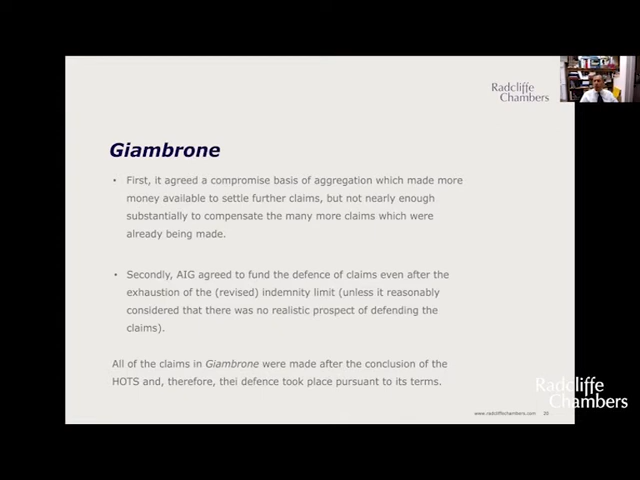 Radcliffe
Chambers
Giambrone
• First, it agreed a compromise basis of aggregation which made more
money available to settle further claims, but not nearly enough
substantially to compensate the many more claims which were
already being made.
• Secondly, AIG agreed to fund the defence of claims even after the
exhaustion of the (revised) indemnity limit (unless it reasonably
considered that there was no realistic prospect of defending the
claims).
All of the claims in Giambrone were made after the conclusion of the
HOTS and, therefore, thei defence took place pursuant to its terms.
Radcliffe
Chambers
www.radcliffechambers.com 20